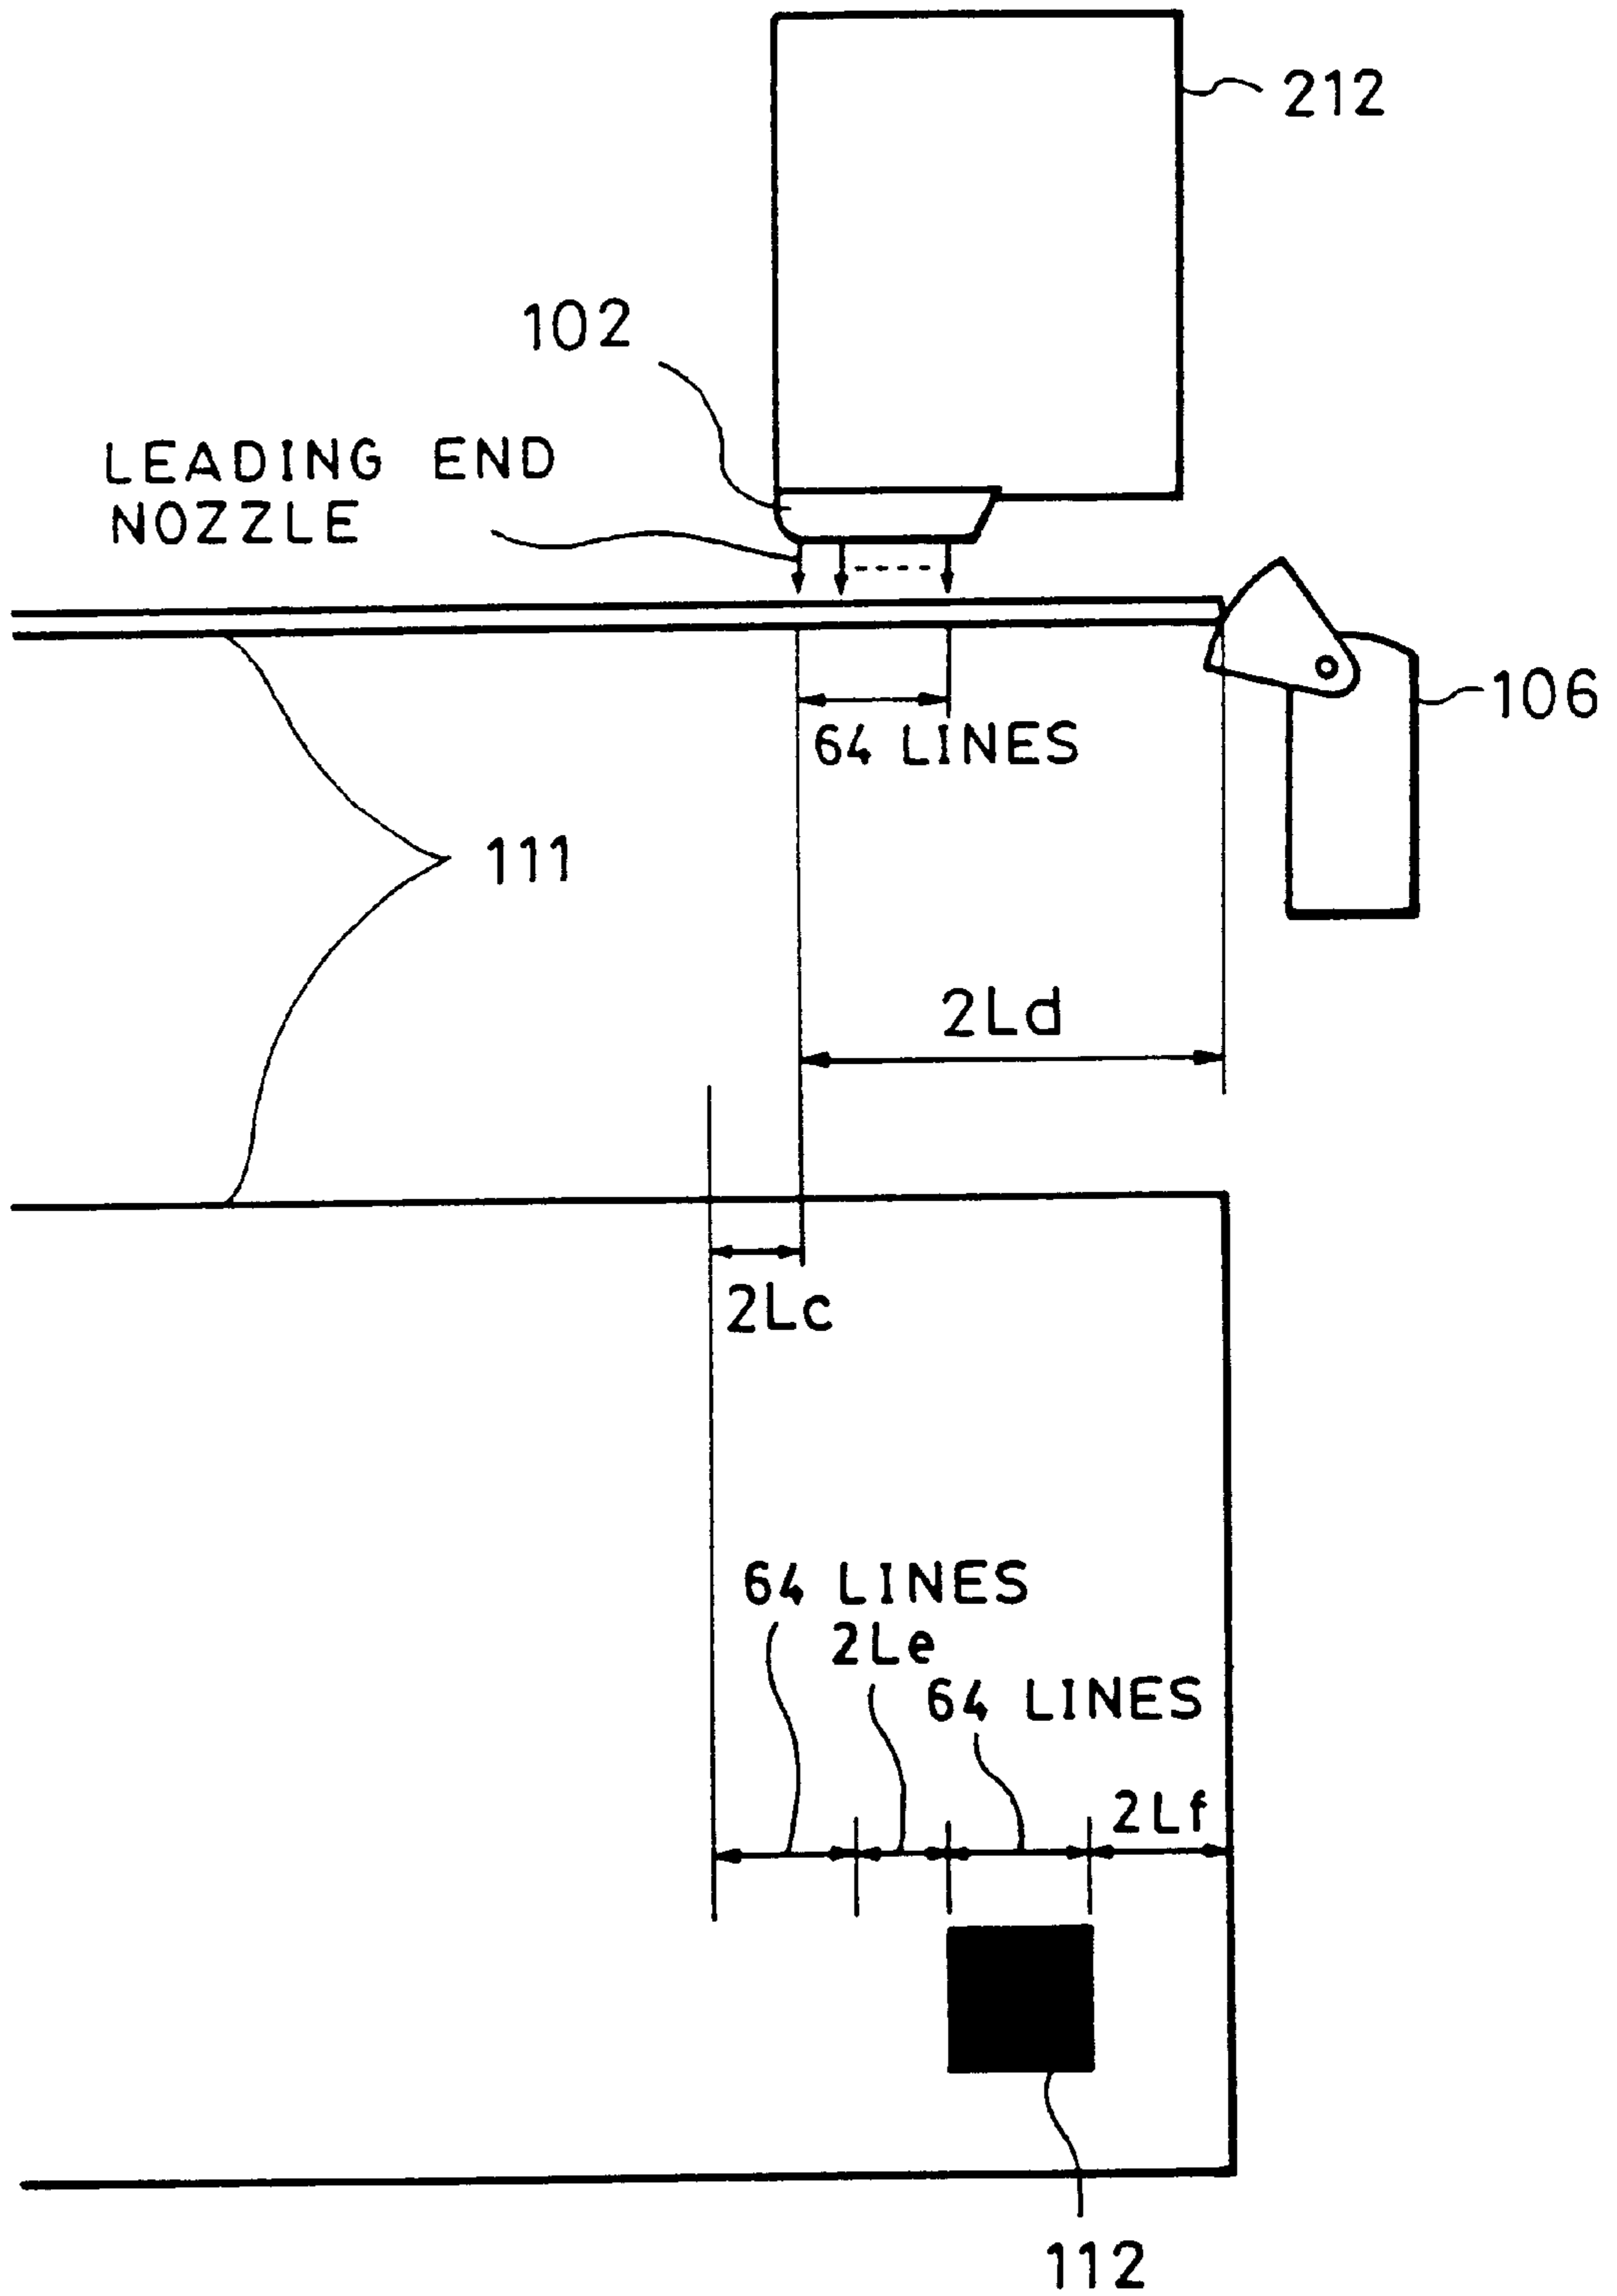 212
102
LEADING END
NOZZLE
106
64 LINES
111
2Ld
2Lc
64 LINES
2Le
64 LINES
2Lf
112